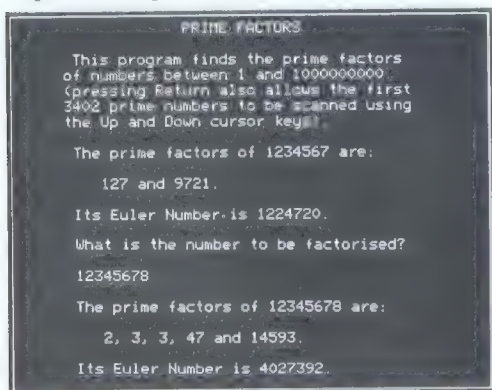 PRIME FACTORS
This program finds the prime factors
of numbers between 1 and 1000000000
(pressing Return also allows the first
3402 prime numbers to be scanned using
the Up and Down cursor keys).
The prime factors of 1234567 are:
127 and 9721.
Its Euler Number is 1224720.
What is the number to be factorised?
12345678
The prime factors of 12345678 are:
2, 3, 3, 47 and 14593.
Its Euler Number is 4027392.